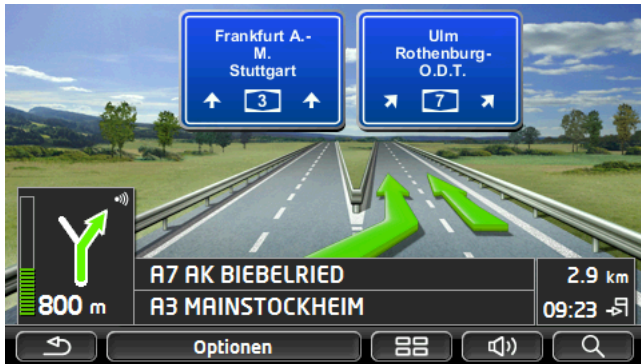 Frankfurt A.-
M.
Stuttgart
3
Ulm
Rothenburg-
O.D.T.
7
800 m
A7 AK BIEBELRIED
2.9 km
A3 MAINSTOCKHEIM
09:23
Optionen